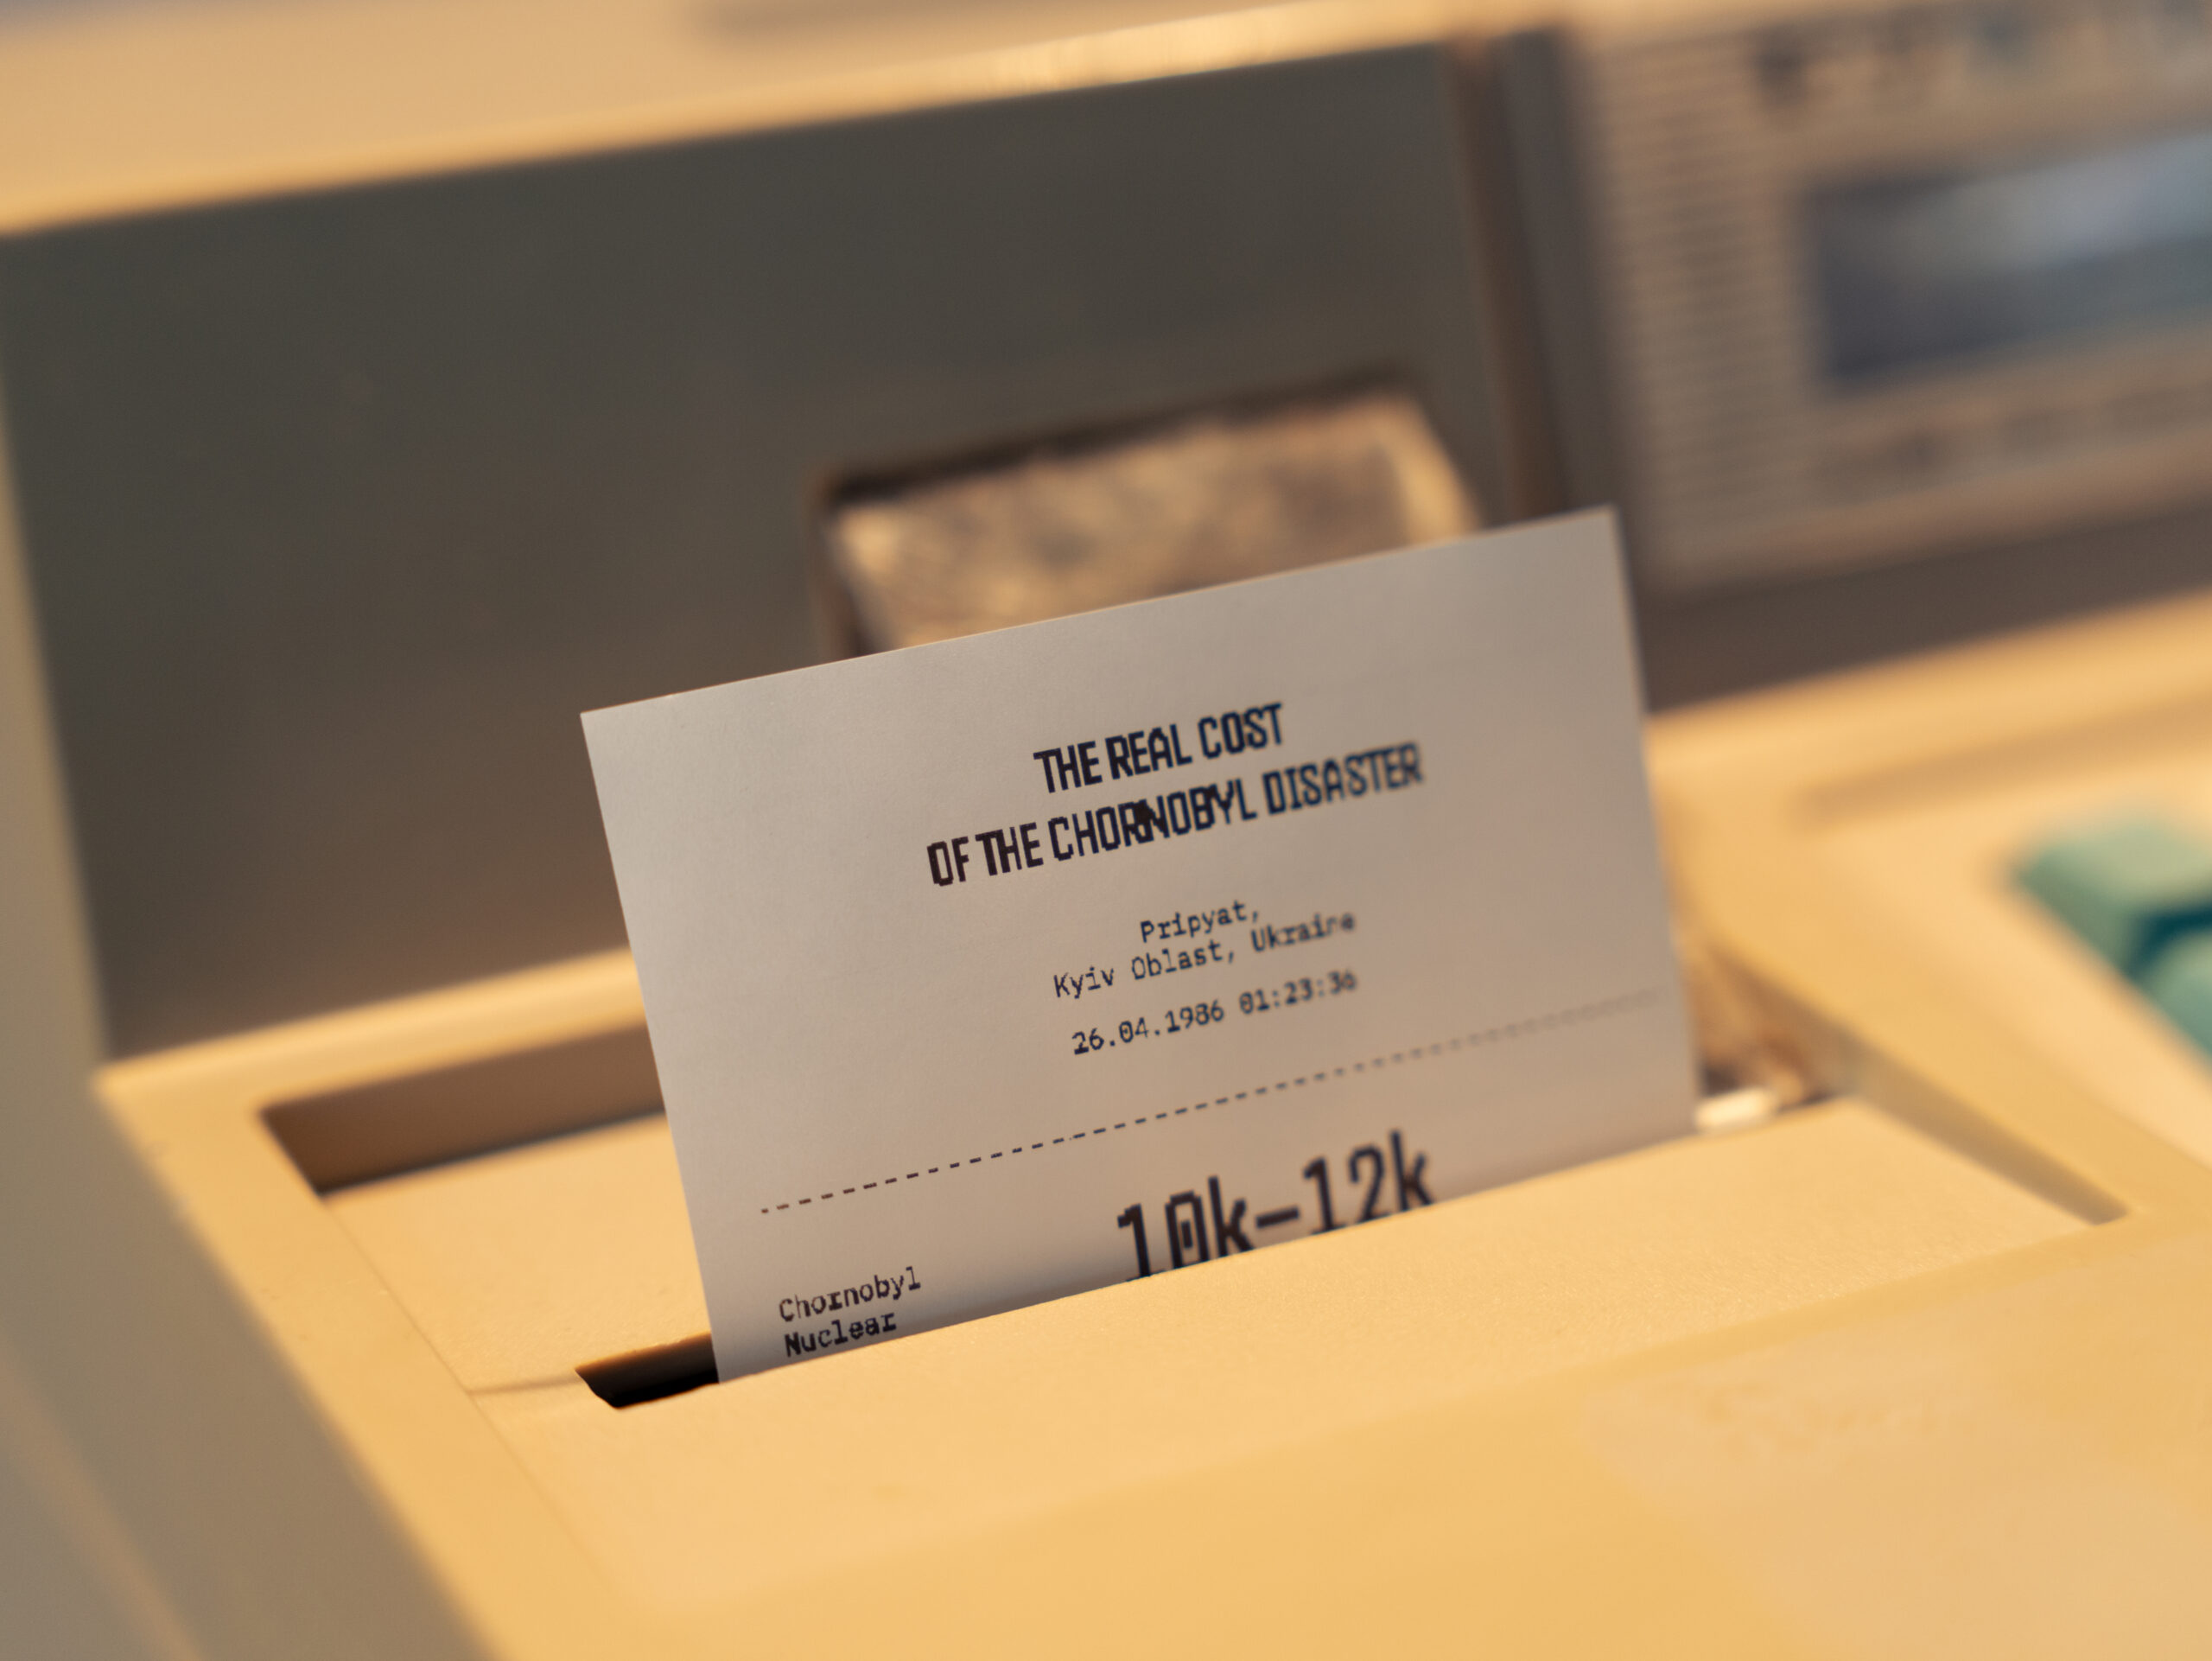 THE REAL COST
OF THE CHORNOBYL DISASTER
Pripyat,
Kyiv Oblast, Ukraine
26.04.1986 01:23:36
10k–12k
Chornobyl
Nuclear